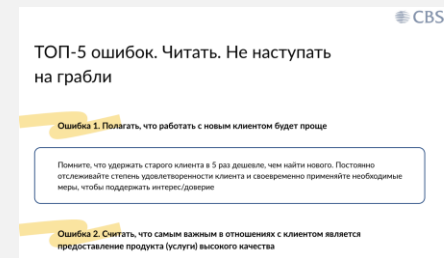 CBS
ТОП-5 ошибок. Читать. Не наступать
на грабли
Ошибка 1. Полагать, что работать с новым клиентом будет проще
Помните, что удержать старого клиента в 5 раз дешевле, чем найти нового. Постоянно
отслеживайте степень удовлетворенности клиента и своевременно применяйте необходимые
меры, чтобы поддержать интерес/доверие
Ошибка 2. Считать, что самым важным в отношениях с клиентом является
предоставление продукта (услуги) высокого качества